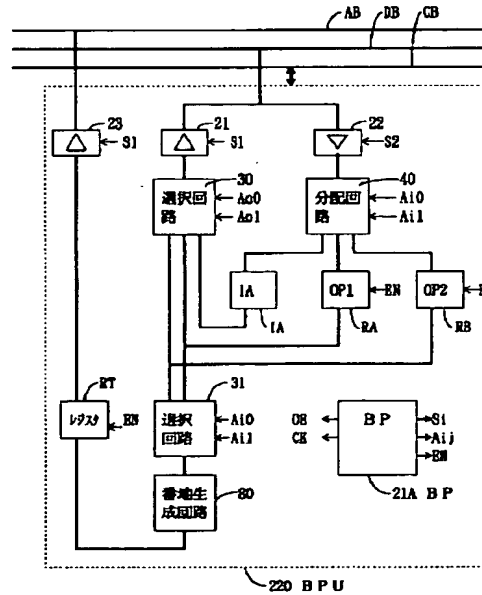 AB
DB
CB
23
S1
21
S1
22
S2
30
選択回
路
Ao0
Ao1
40
分配回
路
Ai0
Ai1
IA
IA
OP1
EN
RA
OP2
RB
RT
レジスタ
EN
31
選択
回路
Ai0
Ai1
番地生
成回路
80
OE
CK
BP
Si
Aij
EN
21A BP
220 BPU